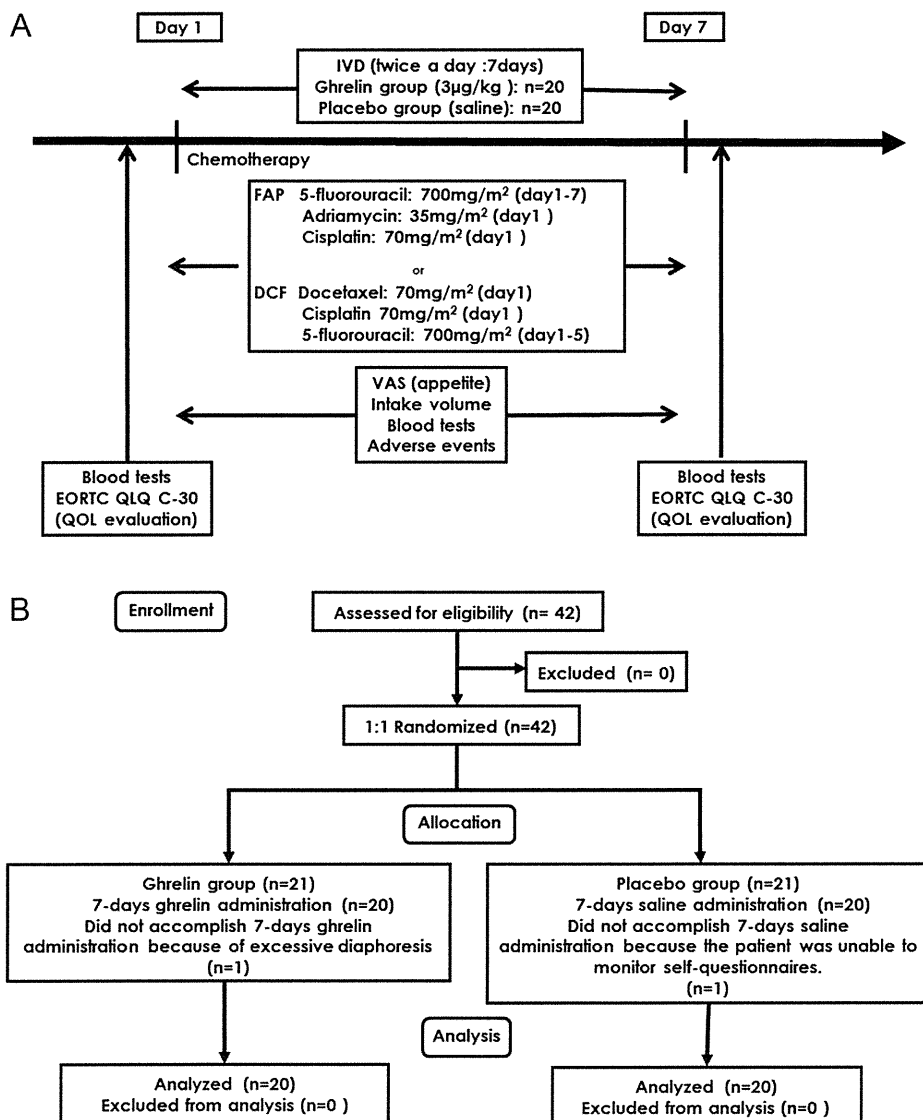 A
Day 1
Day 7
IVD (twice a day :7days)
Ghrelin group (3μg/kg ): n=20
Placebo group (saline): n=20
Chemotherapy
FAP 5-fluorouracil: 700mg/m² (day1-7)
Adriamycin: 35mg/m² (day1 )
Cisplatin: 70mg/m² (day1 )
or
DCF Docetaxel: 70mg/m² (day1)
Cisplatin 70mg/m² (day1 )
5-fluorouracil: 700mg/m² (day1-5)
VAS (appetite)
Intake volume
Blood tests
Adverse events
Blood tests
EORTC QLQ C-30
(QOL evaluation)
Blood tests
EORTC QLQ C-30
(QOL evaluation)
B
Enrollment
Assessed for eligibility (n= 42)
Excluded (n= 0)
1:1 Randomized (n=42)
Allocation
Ghrelin group (n=21)
7-days ghrelin administration (n=20)
Did not accomplish 7-days ghrelin
administration because of excessive diaphoresis
(n=1)
Placebo group (n=21)
7-days saline administration (n=20)
Did not accomplish 7-days saline
administration because the patient was unable to
monitor self-questionnaires.
(n=1)
Analysis
Analyzed (n=20)
Excluded from analysis (n=0 )
Analyzed (n=20)
Excluded from analysis (n=0 )